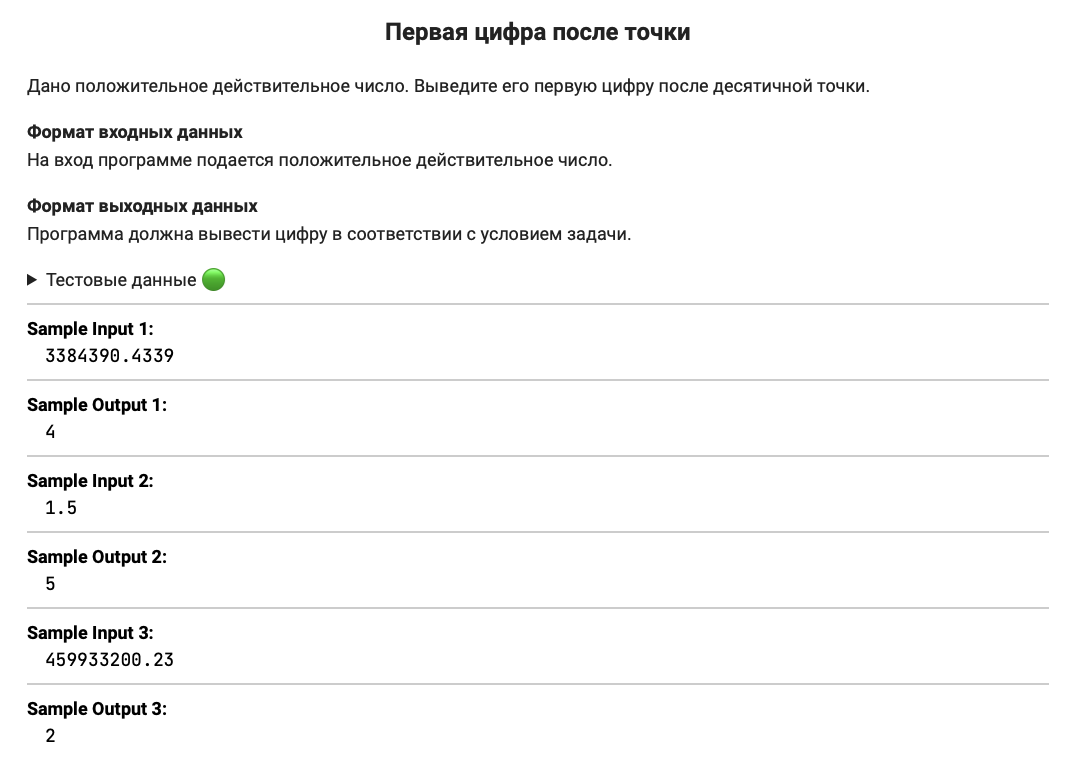 Первая цифра после точки
Дано положительное действительное число. Выведите его первую цифру после десятичной точки.
Формат входных данных
На вход программе подается положительное действительное число.
Формат выходных данных
Программа должна вывести цифру в соответствии с условием задачи.
Тестовые данные
Sample Input 1:
3384390.4339
Sample Output 1:
4
Sample Input 2:
1.5
Sample Output 2:
5
Sample Input 3:
459933200.23
Sample Output 3:
2